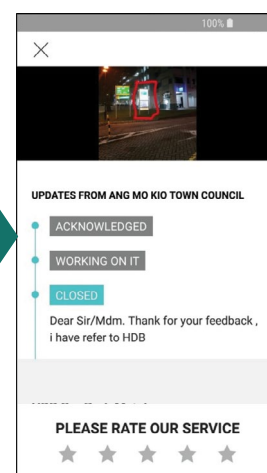 100%
UPDATES FROM ANG MO KIO TOWN COUNCIL
ACKNOWLEDGED
WORKING ON IT
CLOSED
Dear Sir/Mdm. Thank for your feedback ,
i have refer to HDB
PLEASE RATE OUR SERVICE